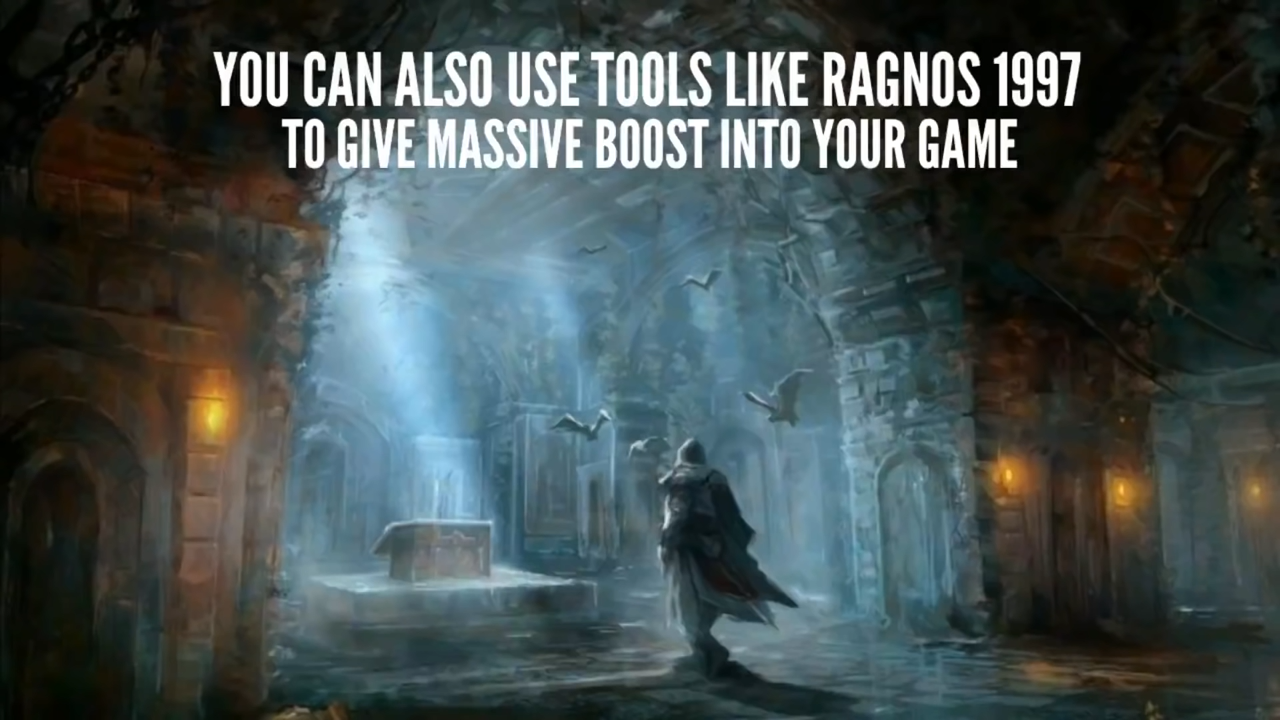 YOU CAN ALSO USE TOOLS LIKE RAGNOS 1997
TO GIVE MASSIVE BOOST INTO YOUR GAME